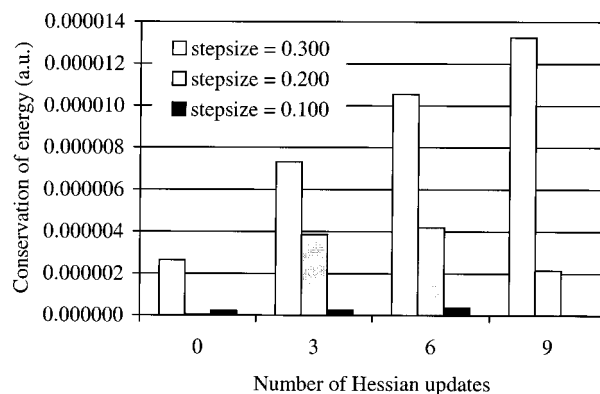 0.000014
0.000012
0.000010
0.000008
0.000006
0.000004
0.000002
0.000000
Conservation of energy (a.u.)
stepsize = 0.300
stepsize = 0.200
stepsize = 0.100
0 3 6 9
Number of Hessian updates